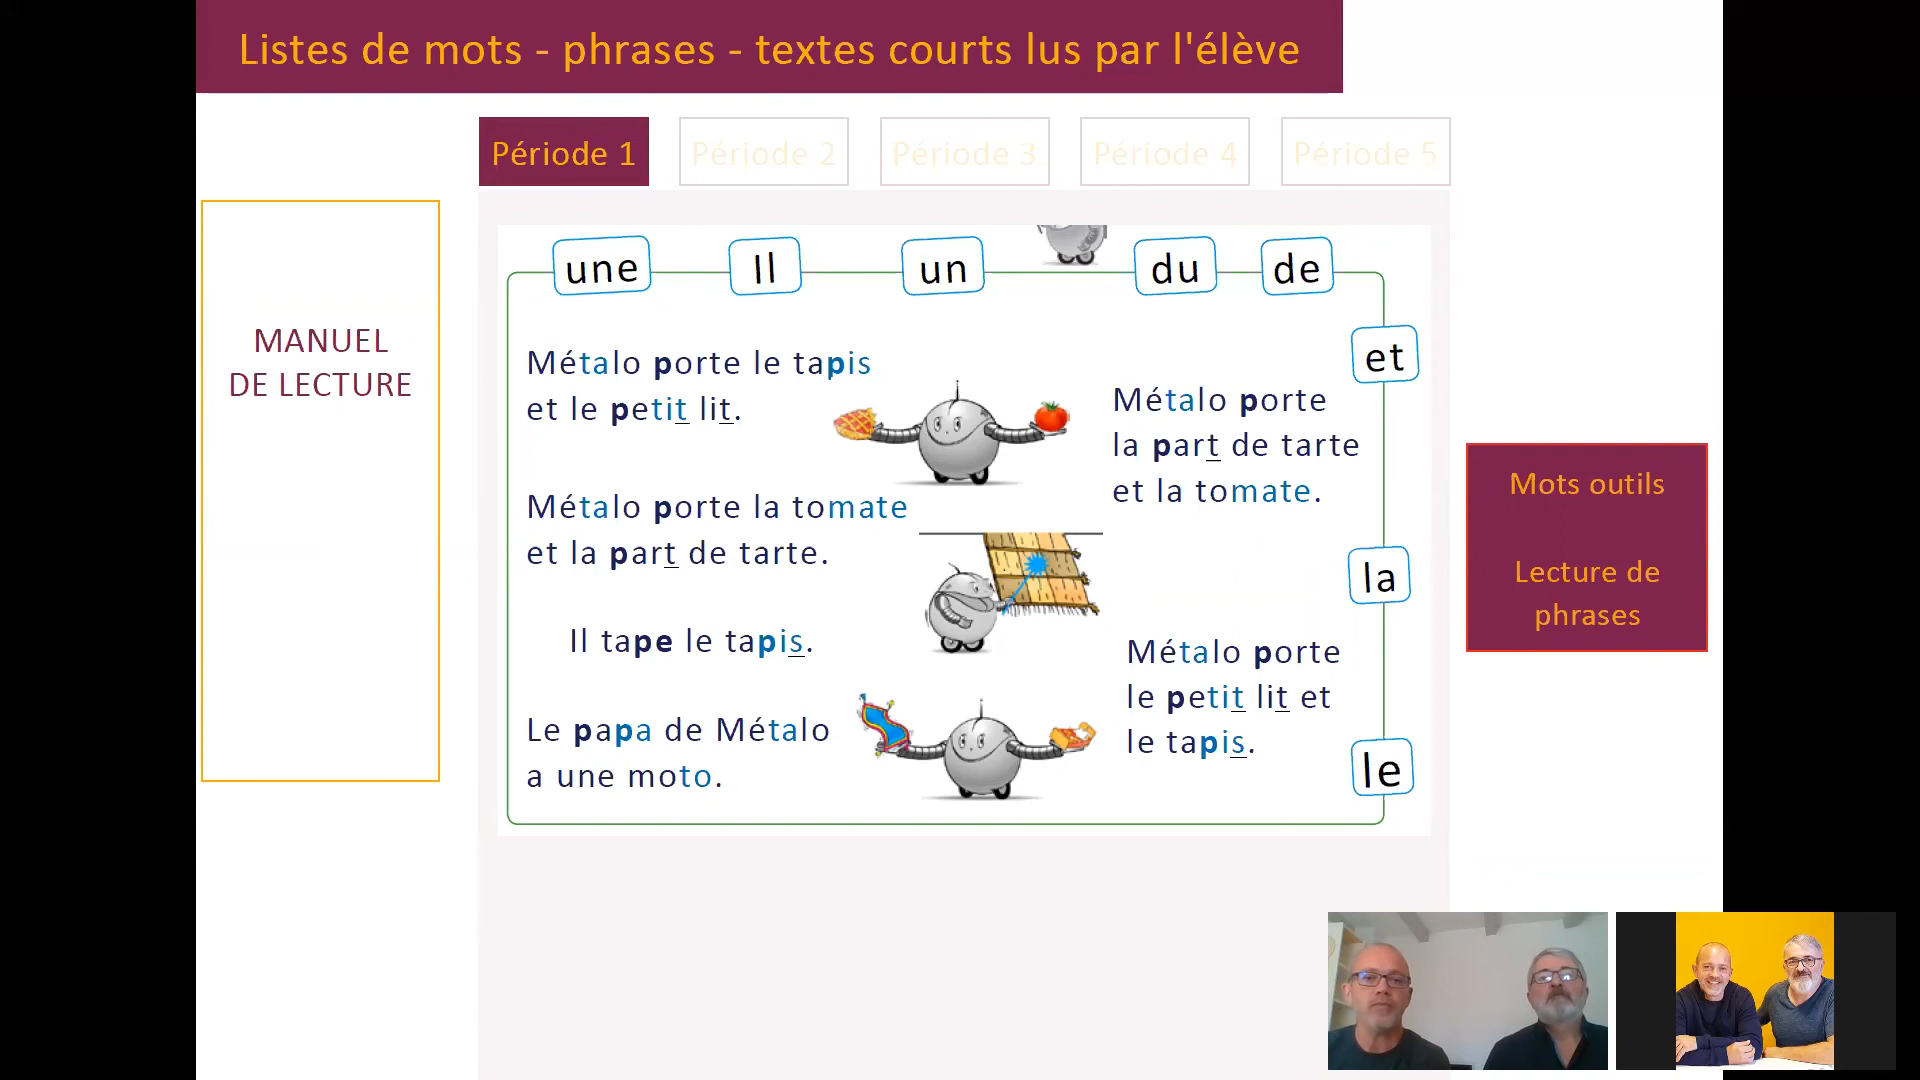 Listes de mots - phrases - textes courts lus par l'élève
Période 1
Période 2
Période 3
Période 4
Période 5
MANUEL
DE LECTURE
une
Il
un
du
de
et
la
le
Métalo porte le tapis
et le petit lit.
Métalo porte la tomate
et la part de tarte.
Il tape le tapis.
Le papa de Métalo
a une moto.
Métalo porte
la part de tarte
et la tomate.
Métalo porte
le petit lit et
le tapis.
Mots outils
Lecture de
phrases